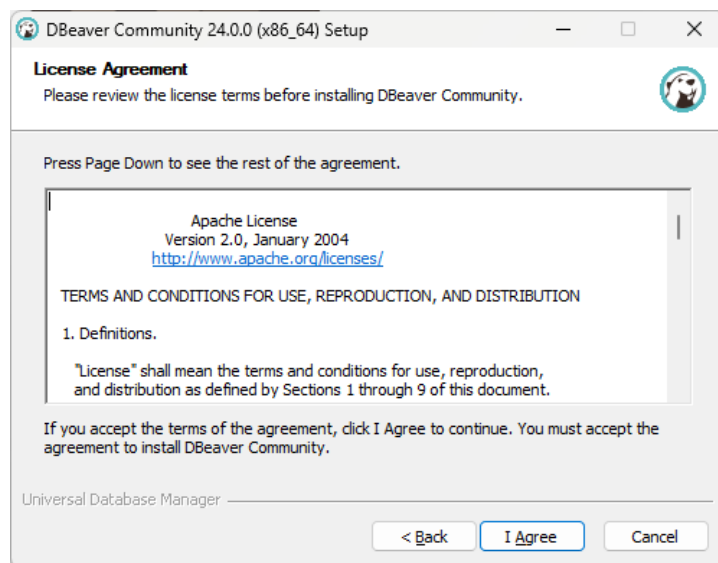 DBeaver Community 24.0.0 (x86_64) Setup
License Agreement
Please review the license terms before installing DBeaver Community.
Press Page Down to see the rest of the agreement.
Apache License
Version 2.0, January 2004
http://www.apache.org/licenses/
TERMS AND CONDITIONS FOR USE, REPRODUCTION, AND DISTRIBUTION
1. Definitions.
"License" shall mean the terms and conditions for use, reproduction,
and distribution as defined by Sections 1 through 9 of this document.
If you accept the terms of the agreement, click I Agree to continue. You must accept the
agreement to install DBeaver Community.
Universal Database Manager
< Back I Agree Cancel